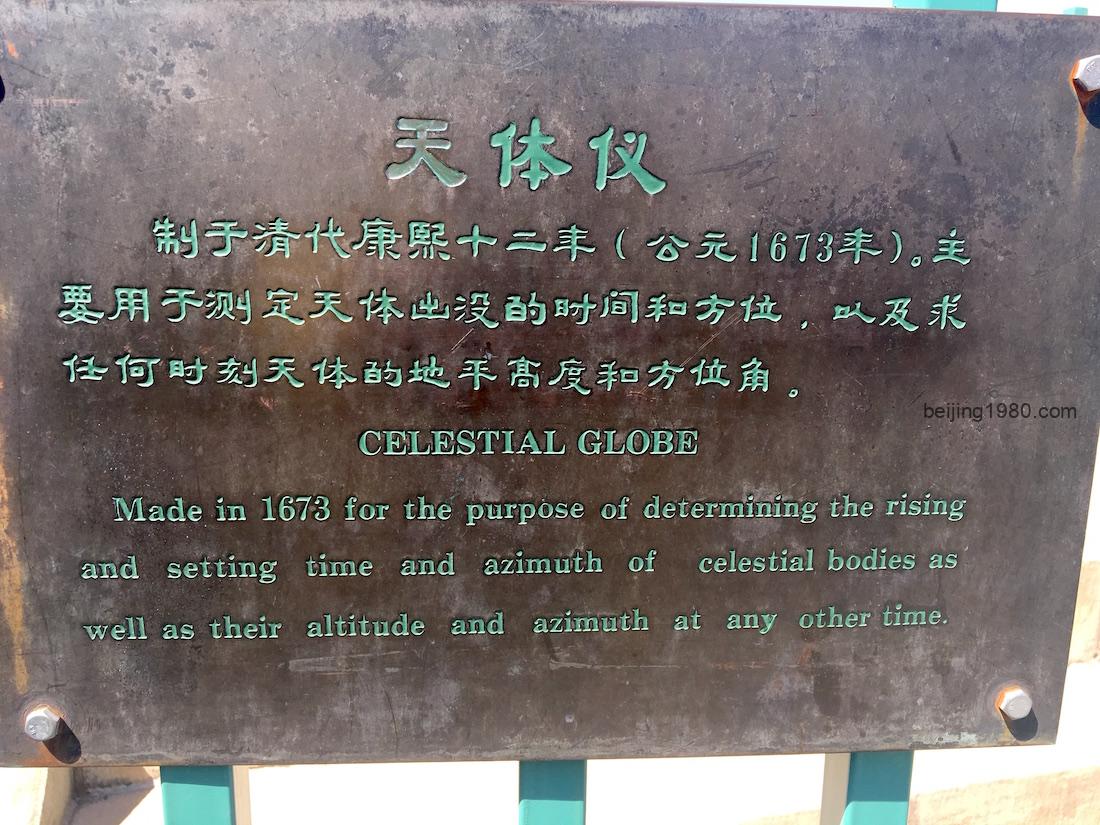 天体仪
制于清代康熙十二年(公元1673年)。主
要用于测定天体出没的时间和方位,以及求
任何时刻天体的地平高度和方位角。
beijing1980.com
CELESTIAL GLOBE
Made in 1673 for the purpose of determining the rising
and setting time and azimuth of celestial bodies as
well as their altitude and azimuth at any other time.